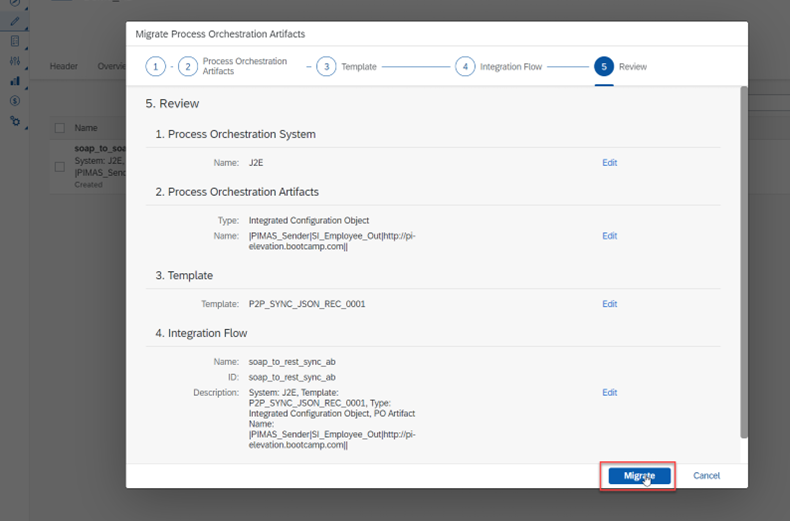 Migrate Process Orchestration Artifacts
1 2 Process Orchestration
Artifacts
3 Template
4 Integration Flow
5 Review
Header
5. Review
1. Process Orchestration System
Name: J2E Edit
Name
soap_to_soa
System: J2E,
|PIMAS_Send
Created
2. Process Orchestration Artifacts
Type: Integrated Configuration Object
Name: |PIMAS_Sender|SI_Employee_Out|http://pi- Edit
elevation.bootcamp.com||
3. Template
Template: P2P_SYNC_JSON_REC_0001 Edit
4. Integration Flow
Name: soap_to_rest_sync_ab
ID: soap_to_rest_sync_ab
Description: System: J2E, Template: Edit
P2P_SYNC_JSON_REC_0001, Type:
Integrated Configuration Object, PO Artifact
Name:
|PIMAS_Sender|SI_Employee_Out|http://pi-
elevation.bootcamp.com||
Migrate Cancel